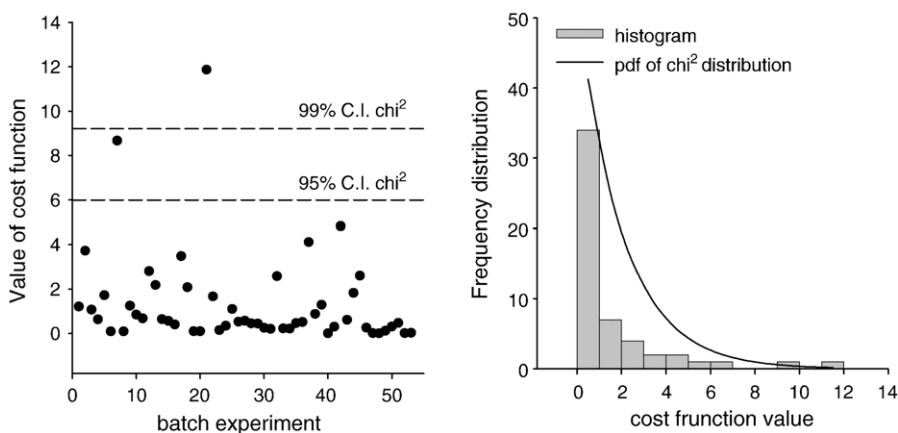 14
12
10
8
6
4
2
0
Value of cost function
99% C.I. chi²
95% C.I. chi²
0 10 20 30 40 50
batch experiment
50
40
30
20
10
0
Frequency distribution
histogram
pdf of chi² distribution
0 2 4 6 8 10 12 14
cost frunction value